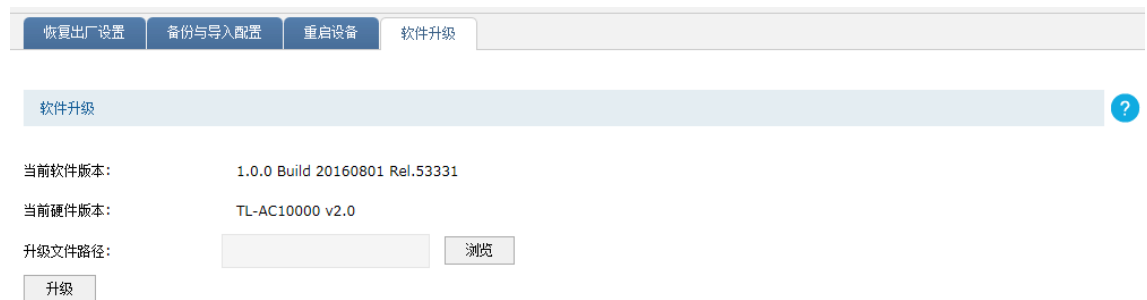 恢复出厂设置 备份与导入配置 重启设备 软件升级
软件升级 ?
当前软件版本： 1.0.0 Build 20160801 Rel.53331
当前硬件版本： TL-AC10000 v2.0
升级文件路径： 浏览
升级